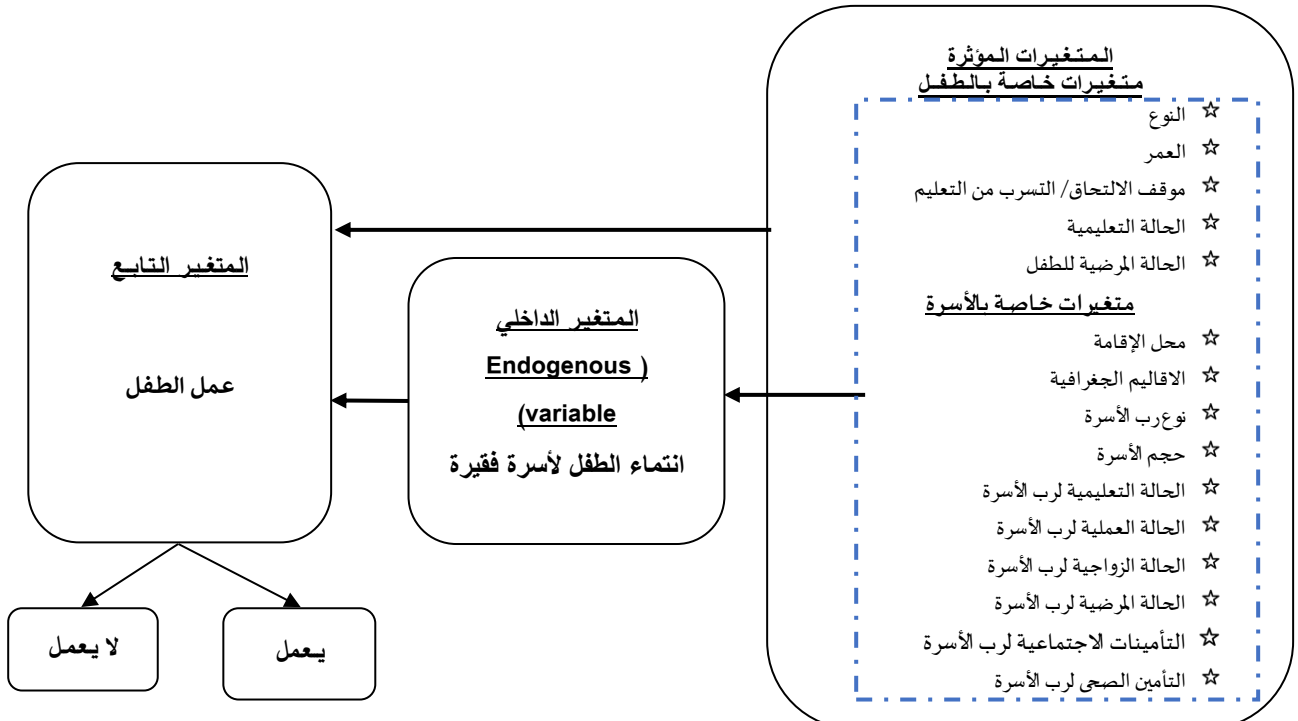 المتغيرات المؤثرة
متغيرات خاصة بالطفل
☆ النوع
☆ العمر
☆ موقف الالتحاق/ التسرب من التعليم
☆ الحالة التعليمية
☆ الحالة المرضية للطفل
متغيرات خاصة بالأسرة
☆ محل الإقامة
☆ الاقاليم الجغرافية
☆ نوع رب الأسرة
☆ حجم الأسرة
☆ الحالة التعليمية لرب الأسرة
☆ الحالة العملية لرب الأسرة
☆ الحالة الزواجية لرب الأسرة
☆ الحالة المرضية لرب الأسرة
☆ التأمينات الاجتماعية لرب الأسرة
☆ التأمين الصحى لرب الأسرة
المتغير الداخلي
(Endogenous
variable)
انتماء الطفل لأسرة فقيرة
المتغير التابع
عمل الطفل
يعمل
لا يعمل